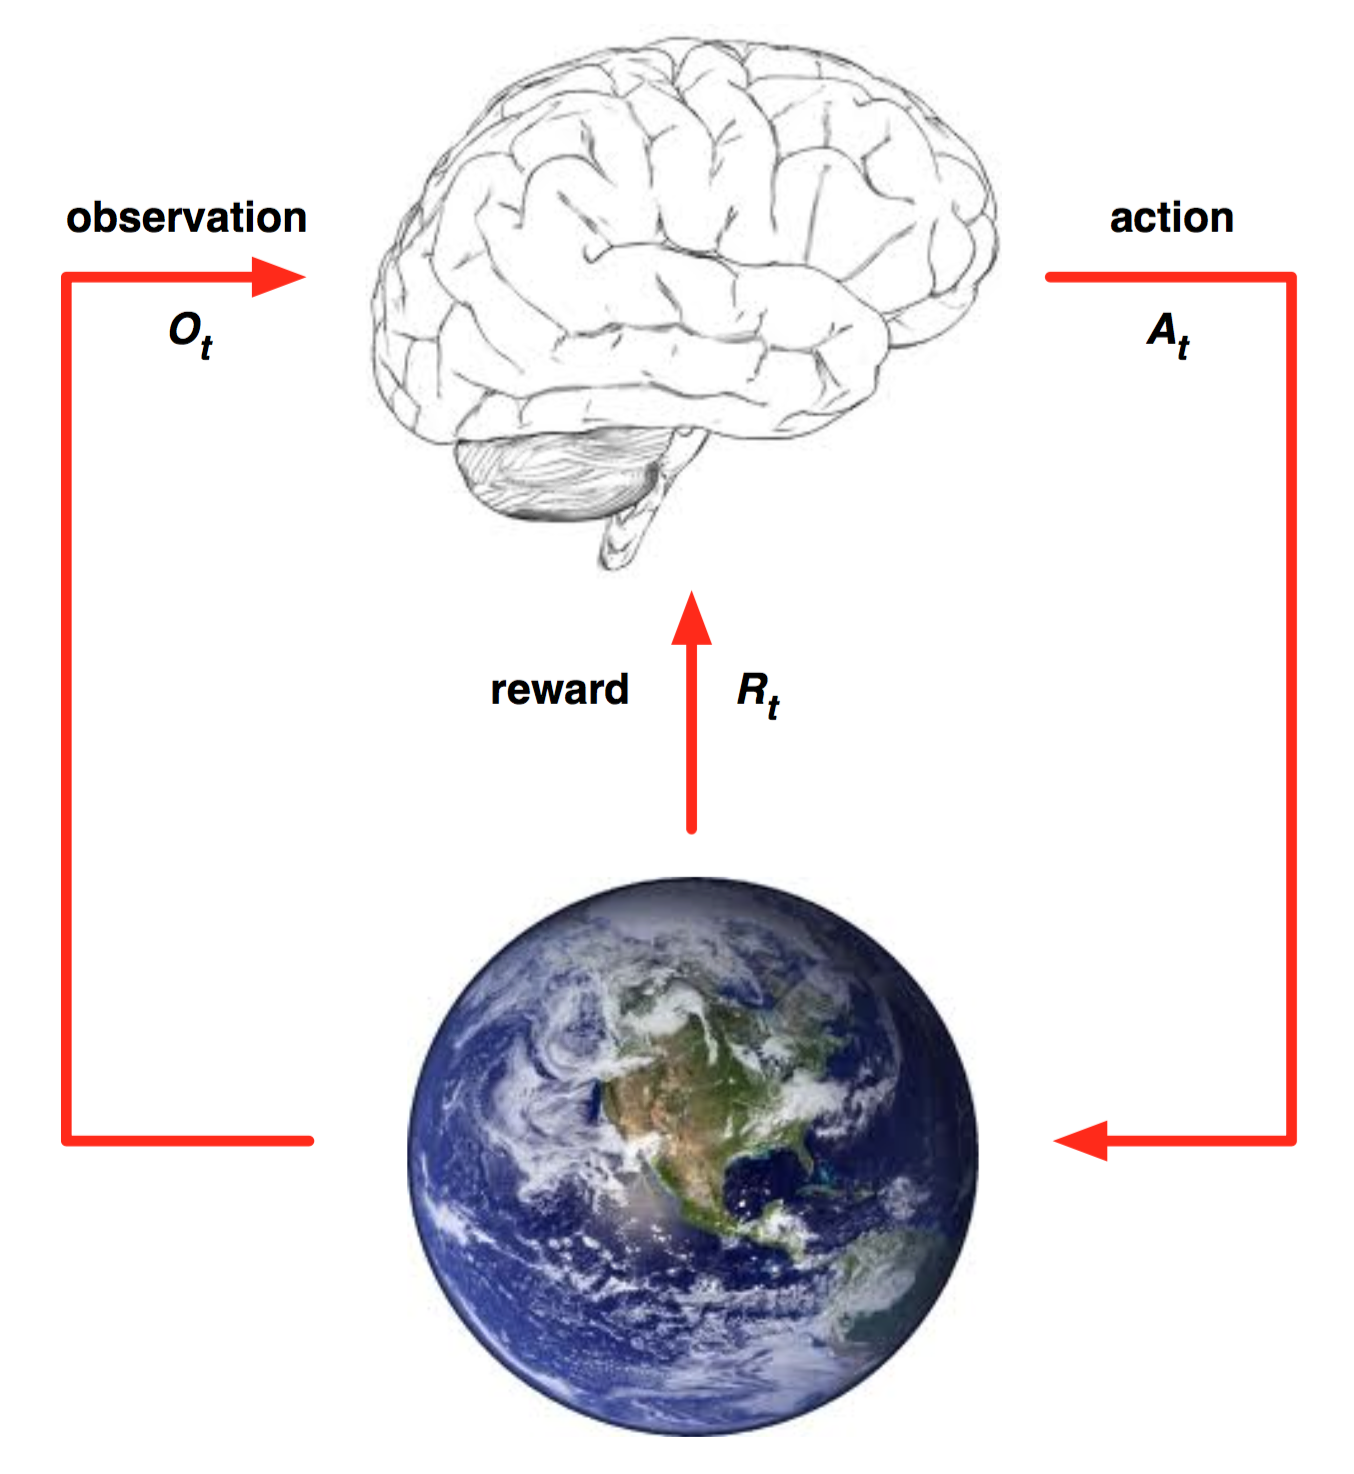 observation
O_t
action
A_t
reward
R_t